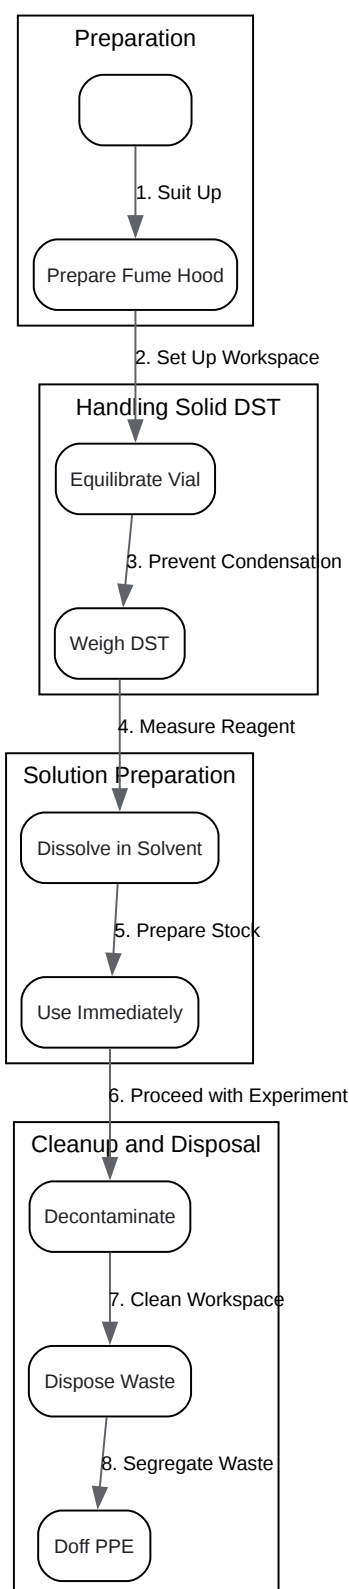 Preparation
1. Suit Up
Prepare Fume Hood
2. Set Up Workspace
Handling Solid DST
Equilibrate Vial
3. Prevent Condensation
Weigh DST
4. Measure Reagent
Solution Preparation
Dissolve in Solvent
5. Prepare Stock
Use Immediately
6. Proceed with Experiment
Cleanup and Disposal
Decontaminate
7. Clean Workspace
Dispose Waste
8. Segregate Waste
Doff PPE